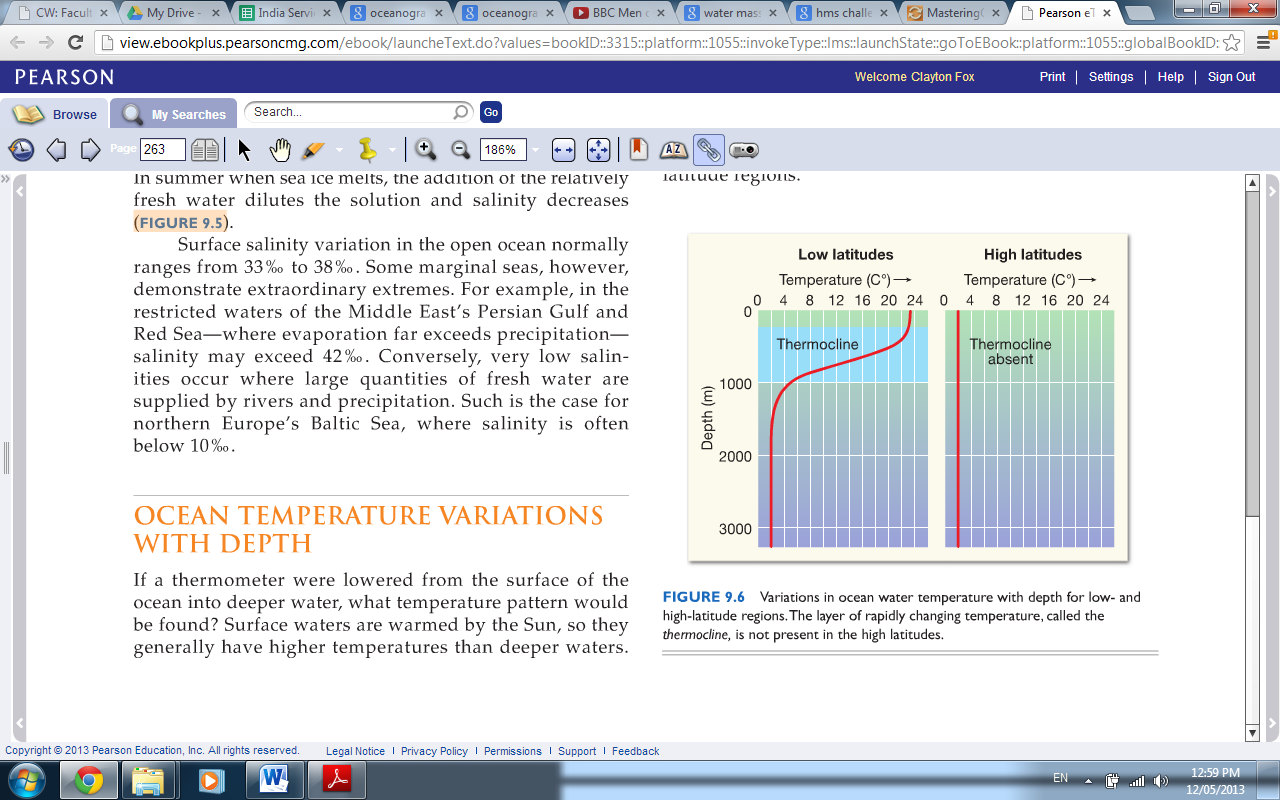 CW: Facult
My Drive -
India Servi
oceanogra
oceanogra
BBC Men o
water mass
hms challe
MasteringO
Pearson eT
view.ebookplus.pearsoncmg.com/ebook/launcheText.do?values=bookID::3315::platform::1055::invokeType::lms::launchState::goToEBook::platform::1055::globalBookID:
PEARSON
Welcome Clayton Fox
Print | Settings | Help | Sign Out
Browse
My Searches
Search...
Go
Page 263
186%
A Z
In summer when sea ice melts, the addition of the relatively
fresh water dilutes the solution and salinity decreases
(FIGURE 9.5).
Surface salinity variation in the open ocean normally
ranges from 33‰ to 38‰. Some marginal seas, however,
demonstrate extraordinary extremes. For example, in the
restricted waters of the Middle East's Persian Gulf and
Red Sea—where evaporation far exceeds precipitation—
salinity may exceed 42‰. Conversely, very low salin-
ities occur where large quantities of fresh water are
supplied by rivers and precipitation. Such is the case for
northern Europe's Baltic Sea, where salinity is often
below 10‰.
OCEAN TEMPERATURE VARIATIONS
WITH DEPTH
If a thermometer were lowered from the surface of the
ocean into deeper water, what temperature pattern would
be found? Surface waters are warmed by the Sun, so they
generally have higher temperatures than deeper waters.
latitude regions.
Low latitudes
Temperature (C°) →
0 4 8 12 16 20 24
High latitudes
Temperature (C°) →
0 4 8 12 16 20 24
Depth (m)
0
1000
2000
3000
Thermocline
Thermocline
absent
FIGURE 9.6 Variations in ocean water temperature with depth for low- and
high-latitude regions. The layer of rapidly changing temperature, called the
thermocline, is not present in the high latitudes.
Copyright © 2013 Pearson Education, Inc. All rights reserved.
Legal Notice | Privacy Policy | Permissions | Support | Feedback
EN
12:59 PM
12/05/2013